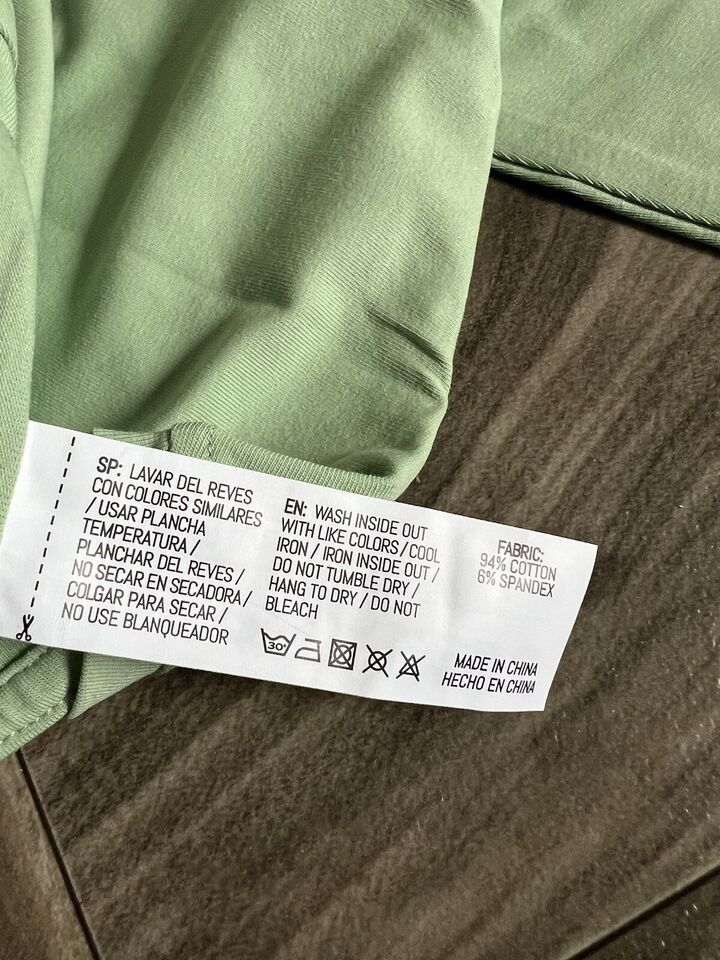 SP: LAVAR DEL REVES
CON COLORES SIMILARES
/ USAR PLANCHA
TEMPERATURA /
PLANCHAR DEL REVES /
NO SECAR EN SECADORA /
COLGAR PARA SECAR /
NO USE BLANQUEADOR
EN: WASH INSIDE OUT
WITH LIKE COLORS / COOL
IRON / IRON INSIDE OUT /
DO NOT TUMBLE DRY /
HANG TO DRY / DO NOT
BLEACH
30°
FABRIC:
94% COTTON
6% SPANDEX
MADE IN CHINA
HECHO EN CHINA